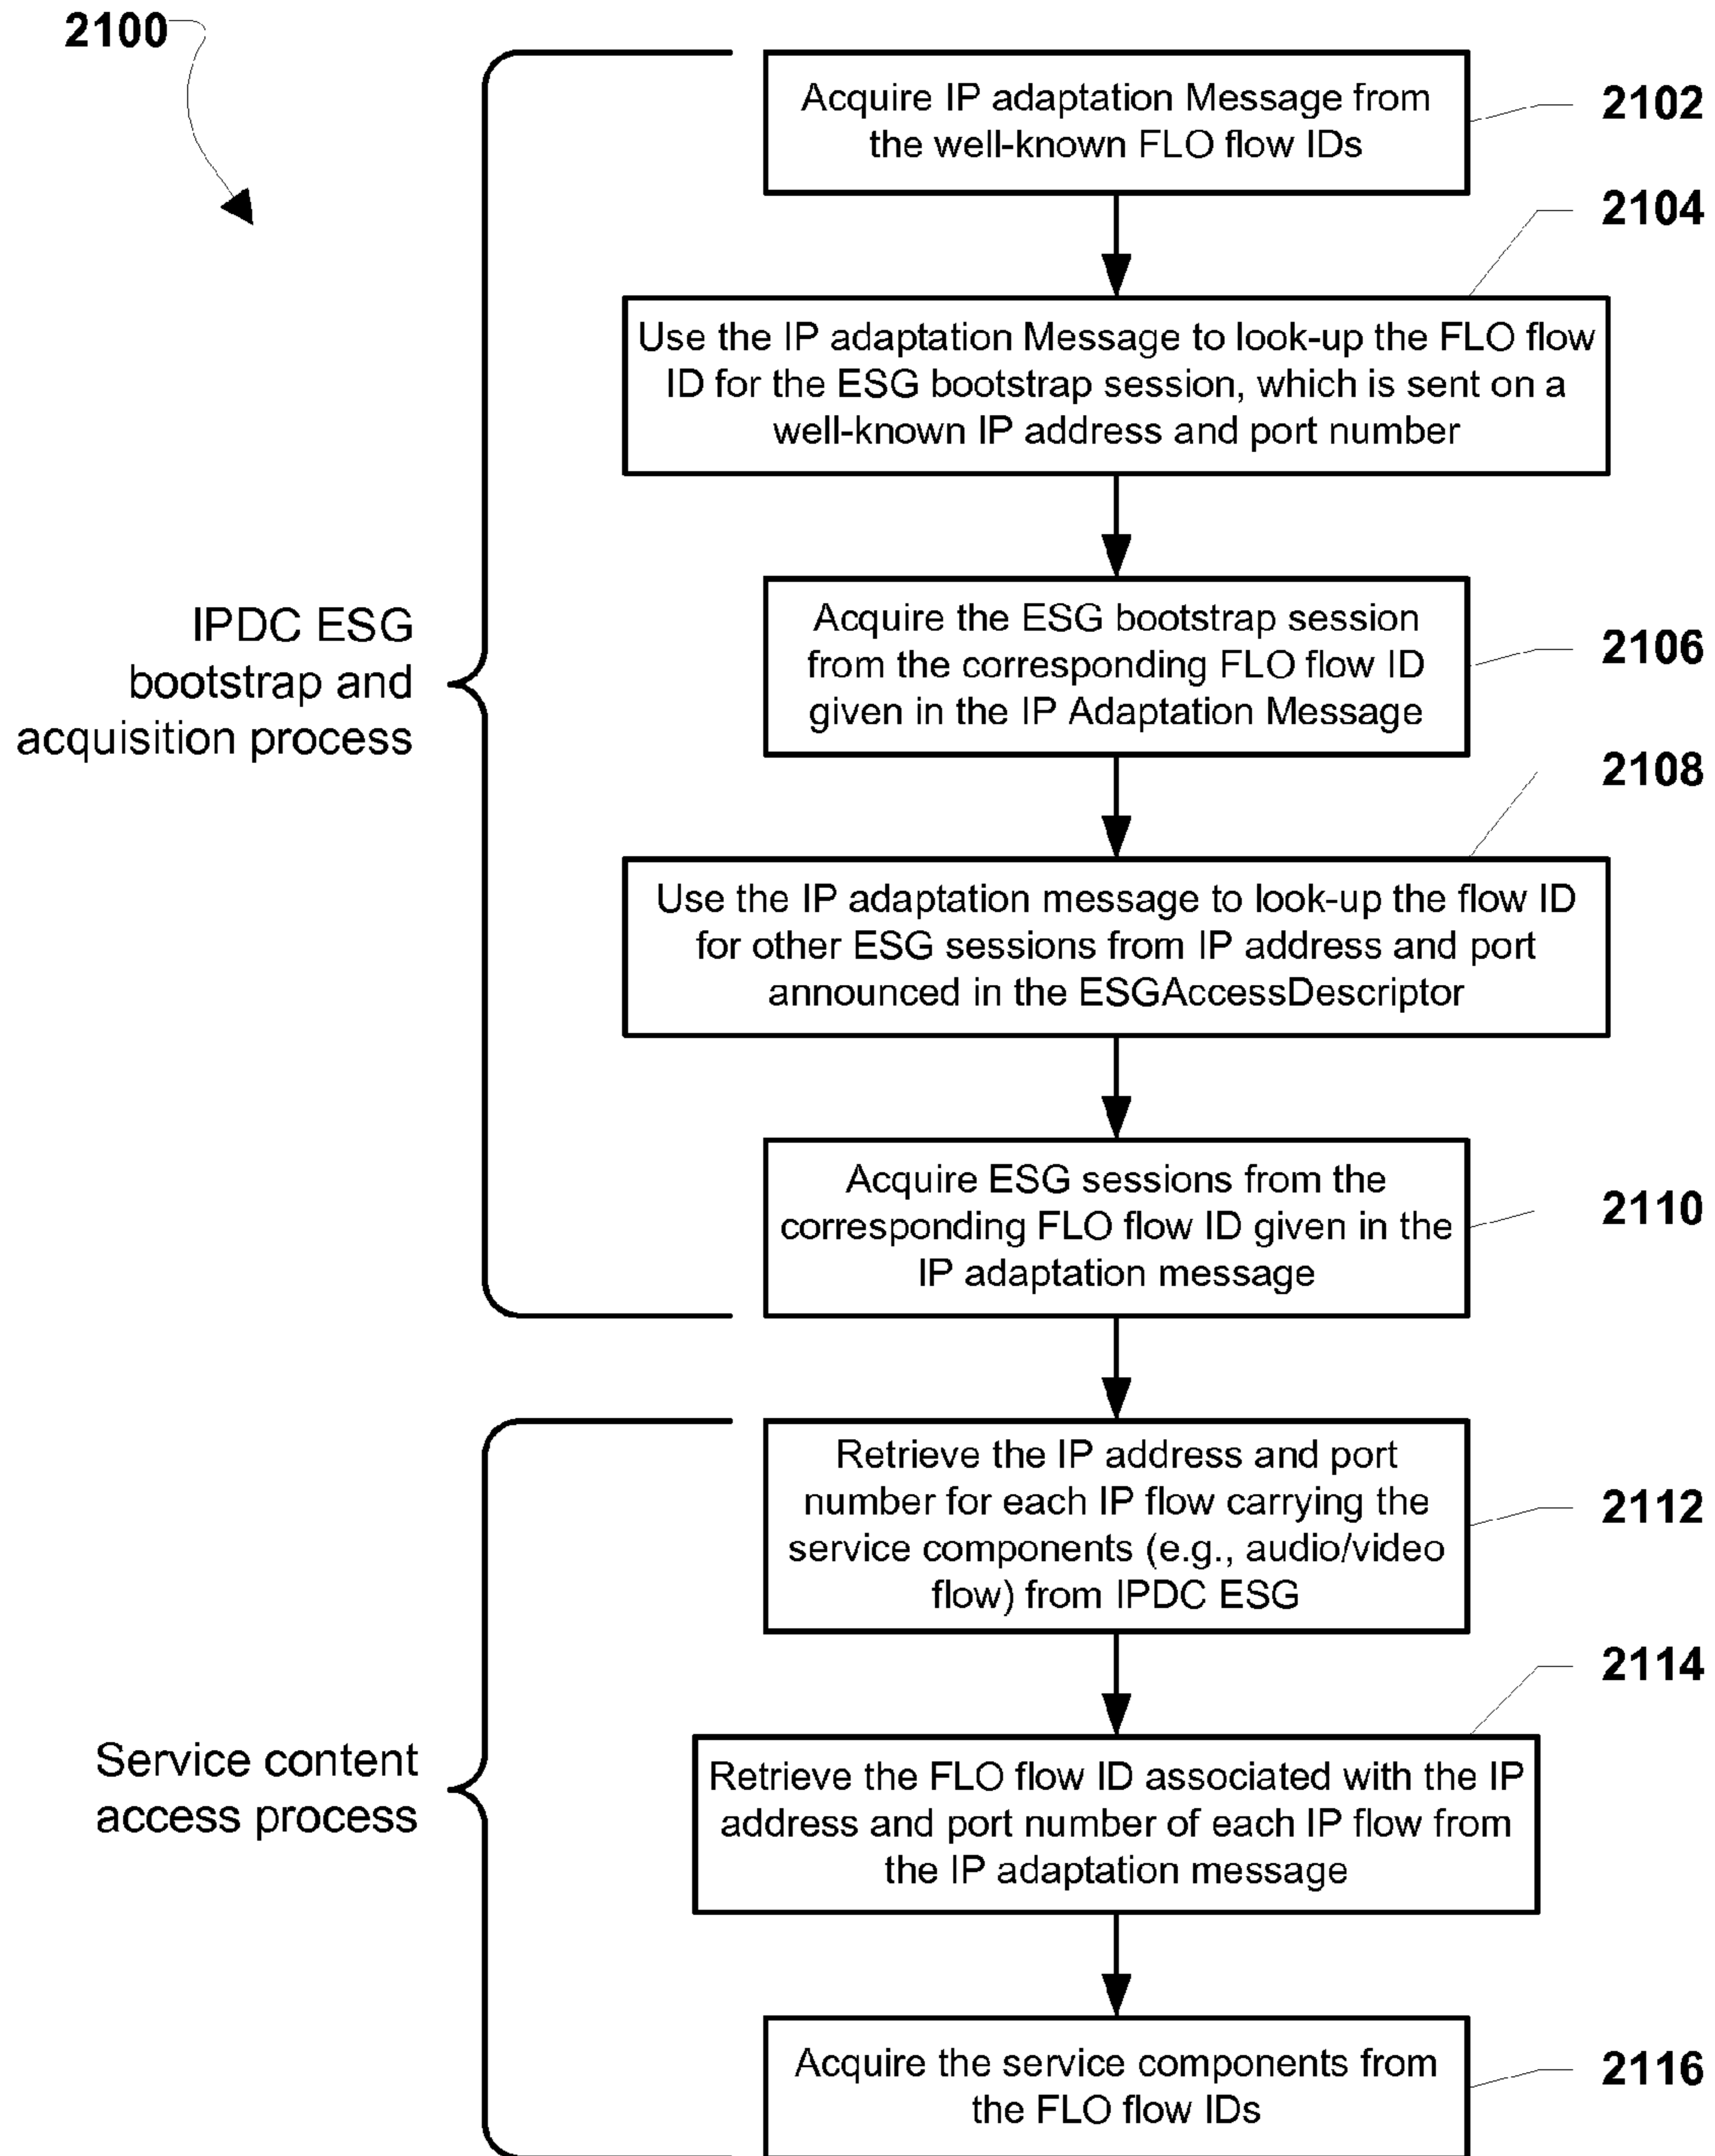 2100
Acquire IP adaptation Message from
the well-known FLO flow IDs
2102
2104
Use the IP adaptation Message to look-up the FLO flow
ID for the ESG bootstrap session, which is sent on a
well-known IP address and port number
Acquire the ESG bootstrap session
from the corresponding FLO flow ID
given in the IP Adaptation Message
2106
IPDC ESG
bootstrap and
acquisition process
2108
Use the IP adaptation message to look-up the flow ID
for other ESG sessions from IP address and port
announced in the ESGAccessDescriptor
Acquire ESG sessions from the
corresponding FLO flow ID given in the
IP adaptation message
2110
Retrieve the IP address and port
number for each IP flow carrying the
service components (e.g., audio/video
flow) from IPDC ESG
2112
2114
Service content
access process
Retrieve the FLO flow ID associated with the IP
address and port number of each IP flow from
the IP adaptation message
Acquire the service components from
the FLO flow IDs
2116